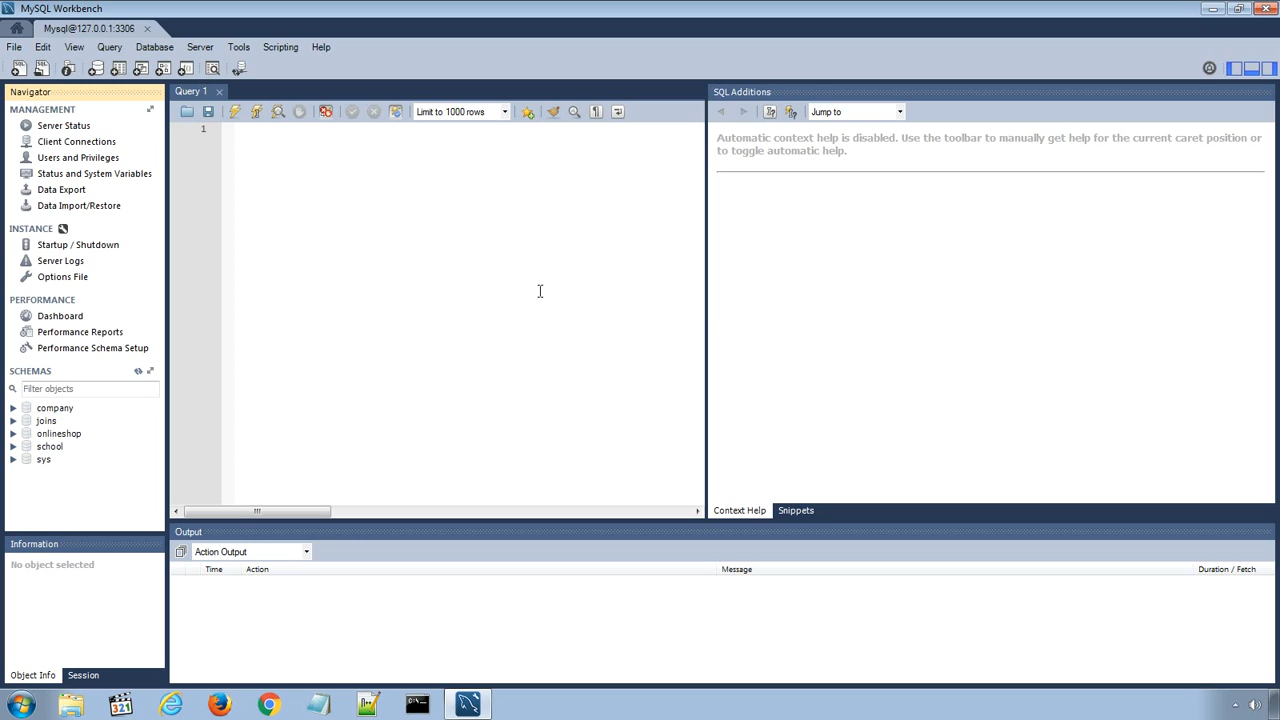 MySQL Workbench
Mysql@127.0.0.1:3306
File Edit View Query Database Server Tools Scripting Help
Navigator
MANAGEMENT
Server Status
Client Connections
Users and Privileges
Status and System Variables
Data Export
Data Import/Restore
INSTANCE
Startup / Shutdown
Server Logs
Options File
PERFORMANCE
Dashboard
Performance Reports
Performance Schema Setup
SCHEMAS
Filter objects
company
joins
onlineshop
school
sys
Information
No object selected
Object Info Session
Query 1
Limit to 1000 rows
1
SQL Additions
Jump to
Automatic context help is disabled. Use the toolbar to manually get help for the current caret position or
to toggle automatic help.
Context Help Snippets
Output
Action Output
Time Action Message Duration / Fetch
321
C:\_